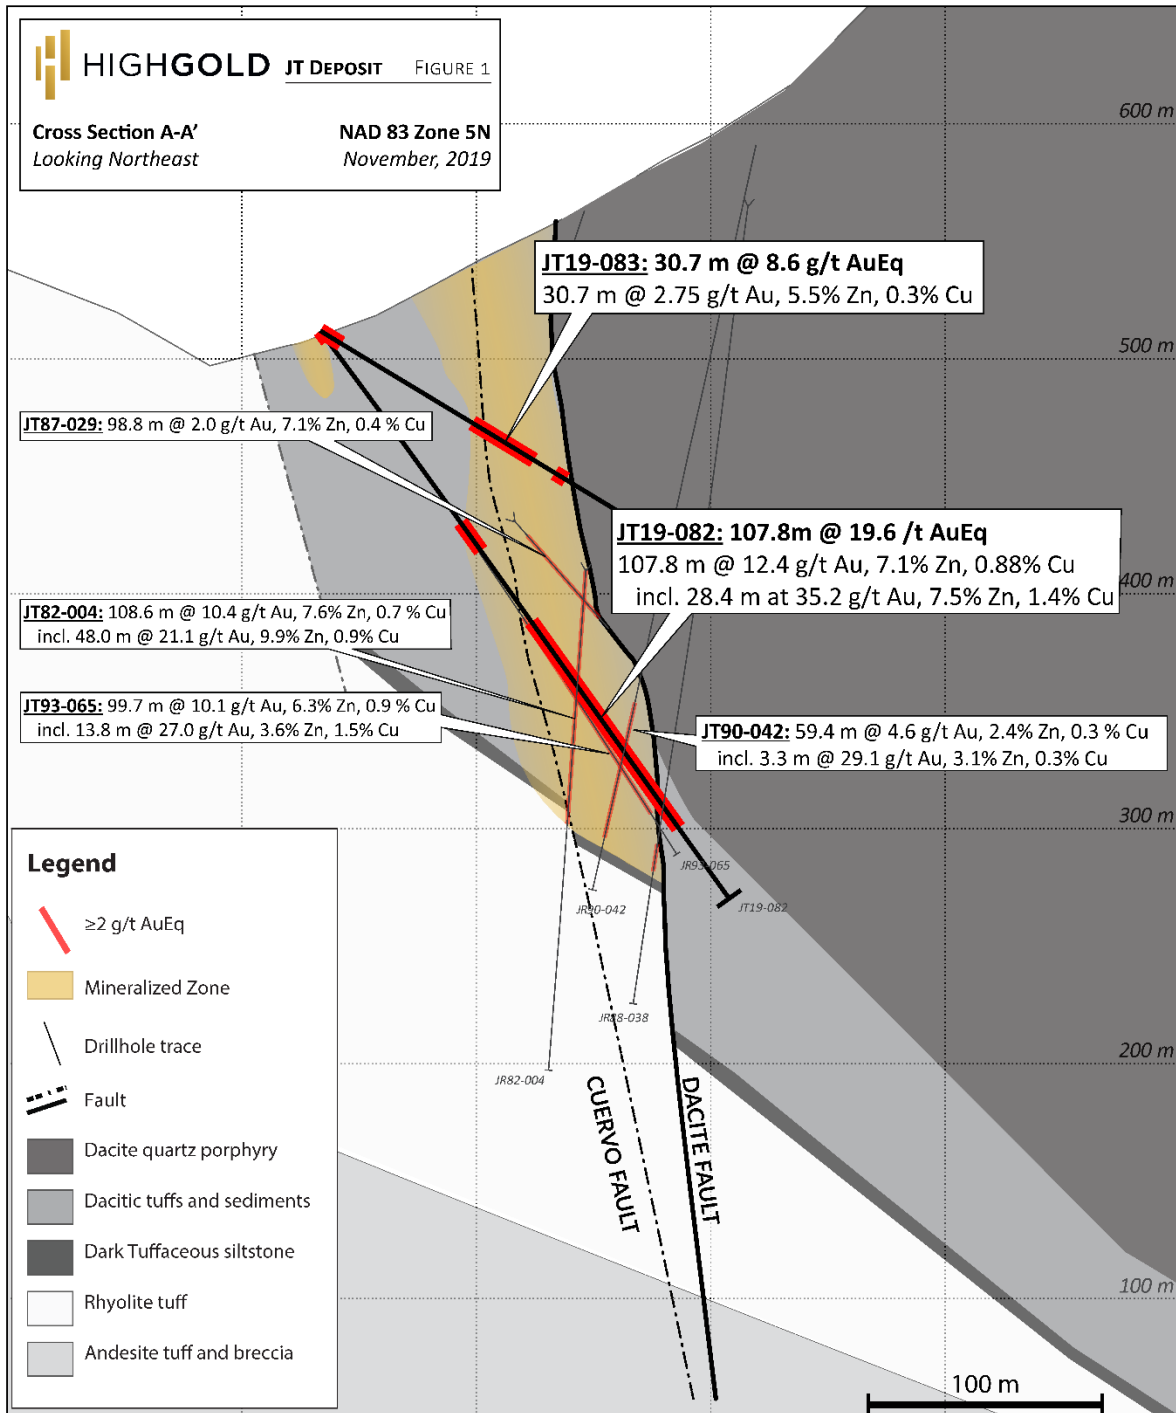 HIGHGOLD JT DEPOSIT FIGURE 1
Cross Section A-A' NAD 83 Zone 5N
Looking Northeast November, 2019
600 m
JT19-083: 30.7 m @ 8.6 g/t AuEq
30.7 m @ 2.75 g/t Au, 5.5% Zn, 0.3% Cu
500 m
JT87-029: 98.8 m @ 2.0 g/t Au, 7.1% Zn, 0.4 % Cu
JT19-082: 107.8m @ 19.6 /t AuEq
107.8 m @ 12.4 g/t Au, 7.1% Zn, 0.88% Cu
incl. 28.4 m at 35.2 g/t Au, 7.5% Zn, 1.4% Cu
400 m
JT82-004: 108.6 m @ 10.4 g/t Au, 7.6% Zn, 0.7 % Cu
incl. 48.0 m @ 21.1 g/t Au, 9.9% Zn, 0.9% Cu
JT93-065: 99.7 m @ 10.1 g/t Au, 6.3% Zn, 0.9 % Cu
incl. 13.8 m @ 27.0 g/t Au, 3.6% Zn, 1.5% Cu
JT90-042: 59.4 m @ 4.6 g/t Au, 2.4% Zn, 0.3 % Cu
incl. 3.3 m @ 29.1 g/t Au, 3.1% Zn, 0.3% Cu
300 m
JR93-065
JT19-082
JR90-042
JR88-038
JR82-004
200 m
CUERVO FAULT
DACITE FAULT
100 m
Legend
≥2 g/t AuEq
Mineralized Zone
Drillhole trace
Fault
Dacite quartz porphyry
Dacitic tuffs and sediments
Dark Tuffaceous siltstone
Rhyolite tuff
Andesite tuff and breccia
100 m